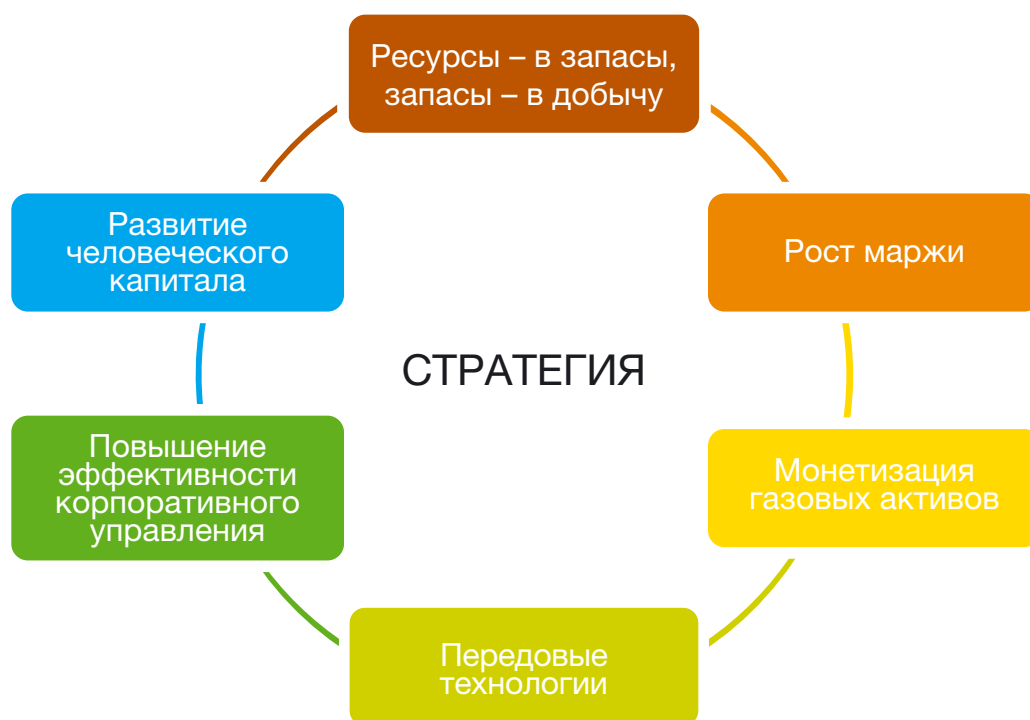 Ресурсы – в запасы,
запасы – в добычу
Рост маржи
Монетизация
газовых активов
Передовые
технологии
Повышение
эффективности
корпоративного
управления
Развитие
человеческого
капитала
СТРАТЕГИЯ